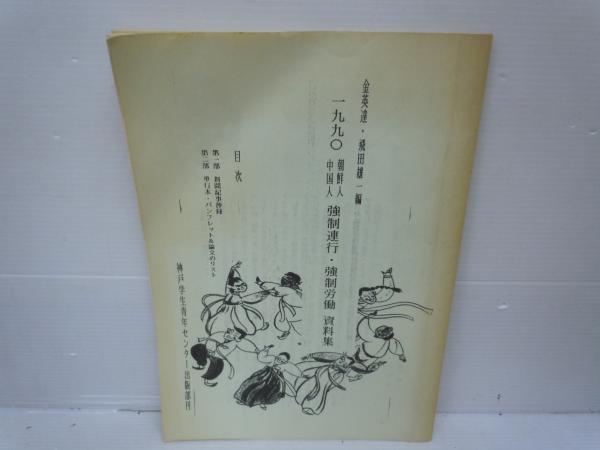 金英達・飛田雄一編
一九九〇 朝鮮人 中国人 強制連行・強制労働 資料集
目次
第一部 新聞記事抄録
第二部 単行本・パンフレット&論文のリスト
神戸学生青年センター出版部刊